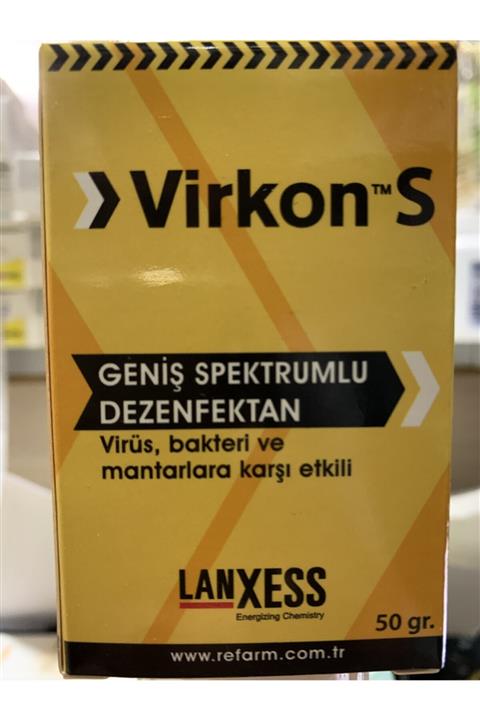 Virkon™S
GENİŞ SPEKTRUMLU
DEZENFEKTAN
Virüs, bakteri ve
mantarlara karşı etkili
LANXESS
Energizing Chemistry
50 gr.
www.refarm.com.tr